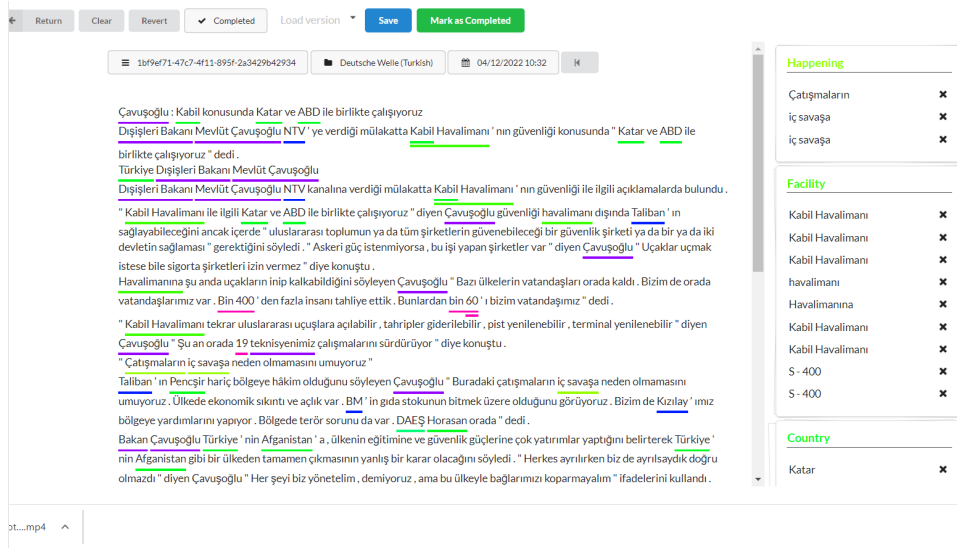 Return Clear Revert Completed Load version Save Mark as Completed
1bf9ef71-47c7-4f11-895f-2a3429b42934 Deutsche Welle (Turkish) 04/12/2022 10:32
Çavuşoğlu : Kabil konusunda Katar ve ABD ile birlikte çalışıyoruz
Dışişleri Bakanı Mevlüt Çavuşoğlu NTV ' ye verdiği mülakatta Kabil Havalimanı ' nın güvenliği konusunda " Katar ve ABD ile
birlikte çalışıyoruz " dedi .
Türkiye Dışişleri Bakanı Mevlüt Çavuşoğlu
Dışişleri Bakanı Mevlüt Çavuşoğlu NTV kanalına verdiği mülakatta Kabil Havalimanı ' nın güvenliği ile ilgili açıklamalarda bulundu .
" Kabil Havalimanı ile ilgili Katar ve ABD ile birlikte çalışıyoruz " diyen Çavuşoğlu güvenliği havalimanı dışında Taliban ' ın
sağlayabileceğini ancak içerde " uluslararası toplumun ya da tüm şirketlerin güvenebileceği bir güvenlik şirketi ya da bir ya da iki
devletin sağlaması " gerektiğini söyledi . " Askeri güç istenmiyorsa , bu işi yapan şirketler var " diyen Çavuşoğlu " Uçaklar uçmak
istese bile sigorta şirketleri izin vermez " diye konuştu .
Havalimanına şu anda uçakların inip kalkabildiğini söyleyen Çavuşoğlu " Bazı ülkelerin vatandaşları orada kaldı . Bizim de orada
vatandaşlarımız var . Bin 400 ' den fazla insanı tahliye ettik . Bunlardan bin 60 ' ı bizim vatandaşımız " dedi .
" Kabil Havalimanı tekrar uluslararası uçuşlara açılabilir , tahripler giderilebilir , pist yenilenebilir , terminal yenilenebilir " diyen
Çavuşoğlu " Şu an orada 19 teknisyenimiz çalışmalarını sürdürüyor " diye konuştu .
" Çatışmaların iç savaşa neden olmamasını umuyoruz "
Taliban ' ın Pencşir hariç bölgeye hâkim olduğunu söyleyen Çavuşoğlu " Buradaki çatışmaların iç savaşa neden olmamasını
umuyoruz . Ülkede ekonomik sıkıntı ve açlık var . BM ' in gıda stokunun bitmek üzere olduğunu görüyoruz . Bizim de Kızılay ' ımız
bölgeye yardımlarını yapıyor . Bölgede terör sorunu da var . DAEŞ Horasan orada " dedi .
Bakan Çavuşoğlu Türkiye ' nin Afganistan ' a , ülkenin eğitimine ve güvenlik güçlerine çok yatırımlar yaptığını belirterek Türkiye '
nin Afganistan gibi bir ülkeden tamamen çıkmasının yanlış bir karar olacağını söyledi . " Herkes ayrılırken biz de ayrılsaydık doğru
olmazdı " diyen Çavuşoğlu " Her şeyi biz yönetelim , demiyoruz , ama bu ülkeyle bağlarımızı koparmayalım " ifadelerini kullandı .
Happening
Çatışmaların
iç savaşa
iç savaşa
Facility
Kabil Havalimanı
Kabil Havalimanı
Kabil Havalimanı
havalimanı
Havalimanına
Kabil Havalimanı
Kabil Havalimanı
S - 400
S - 400
Country
Katar
ot....mp4